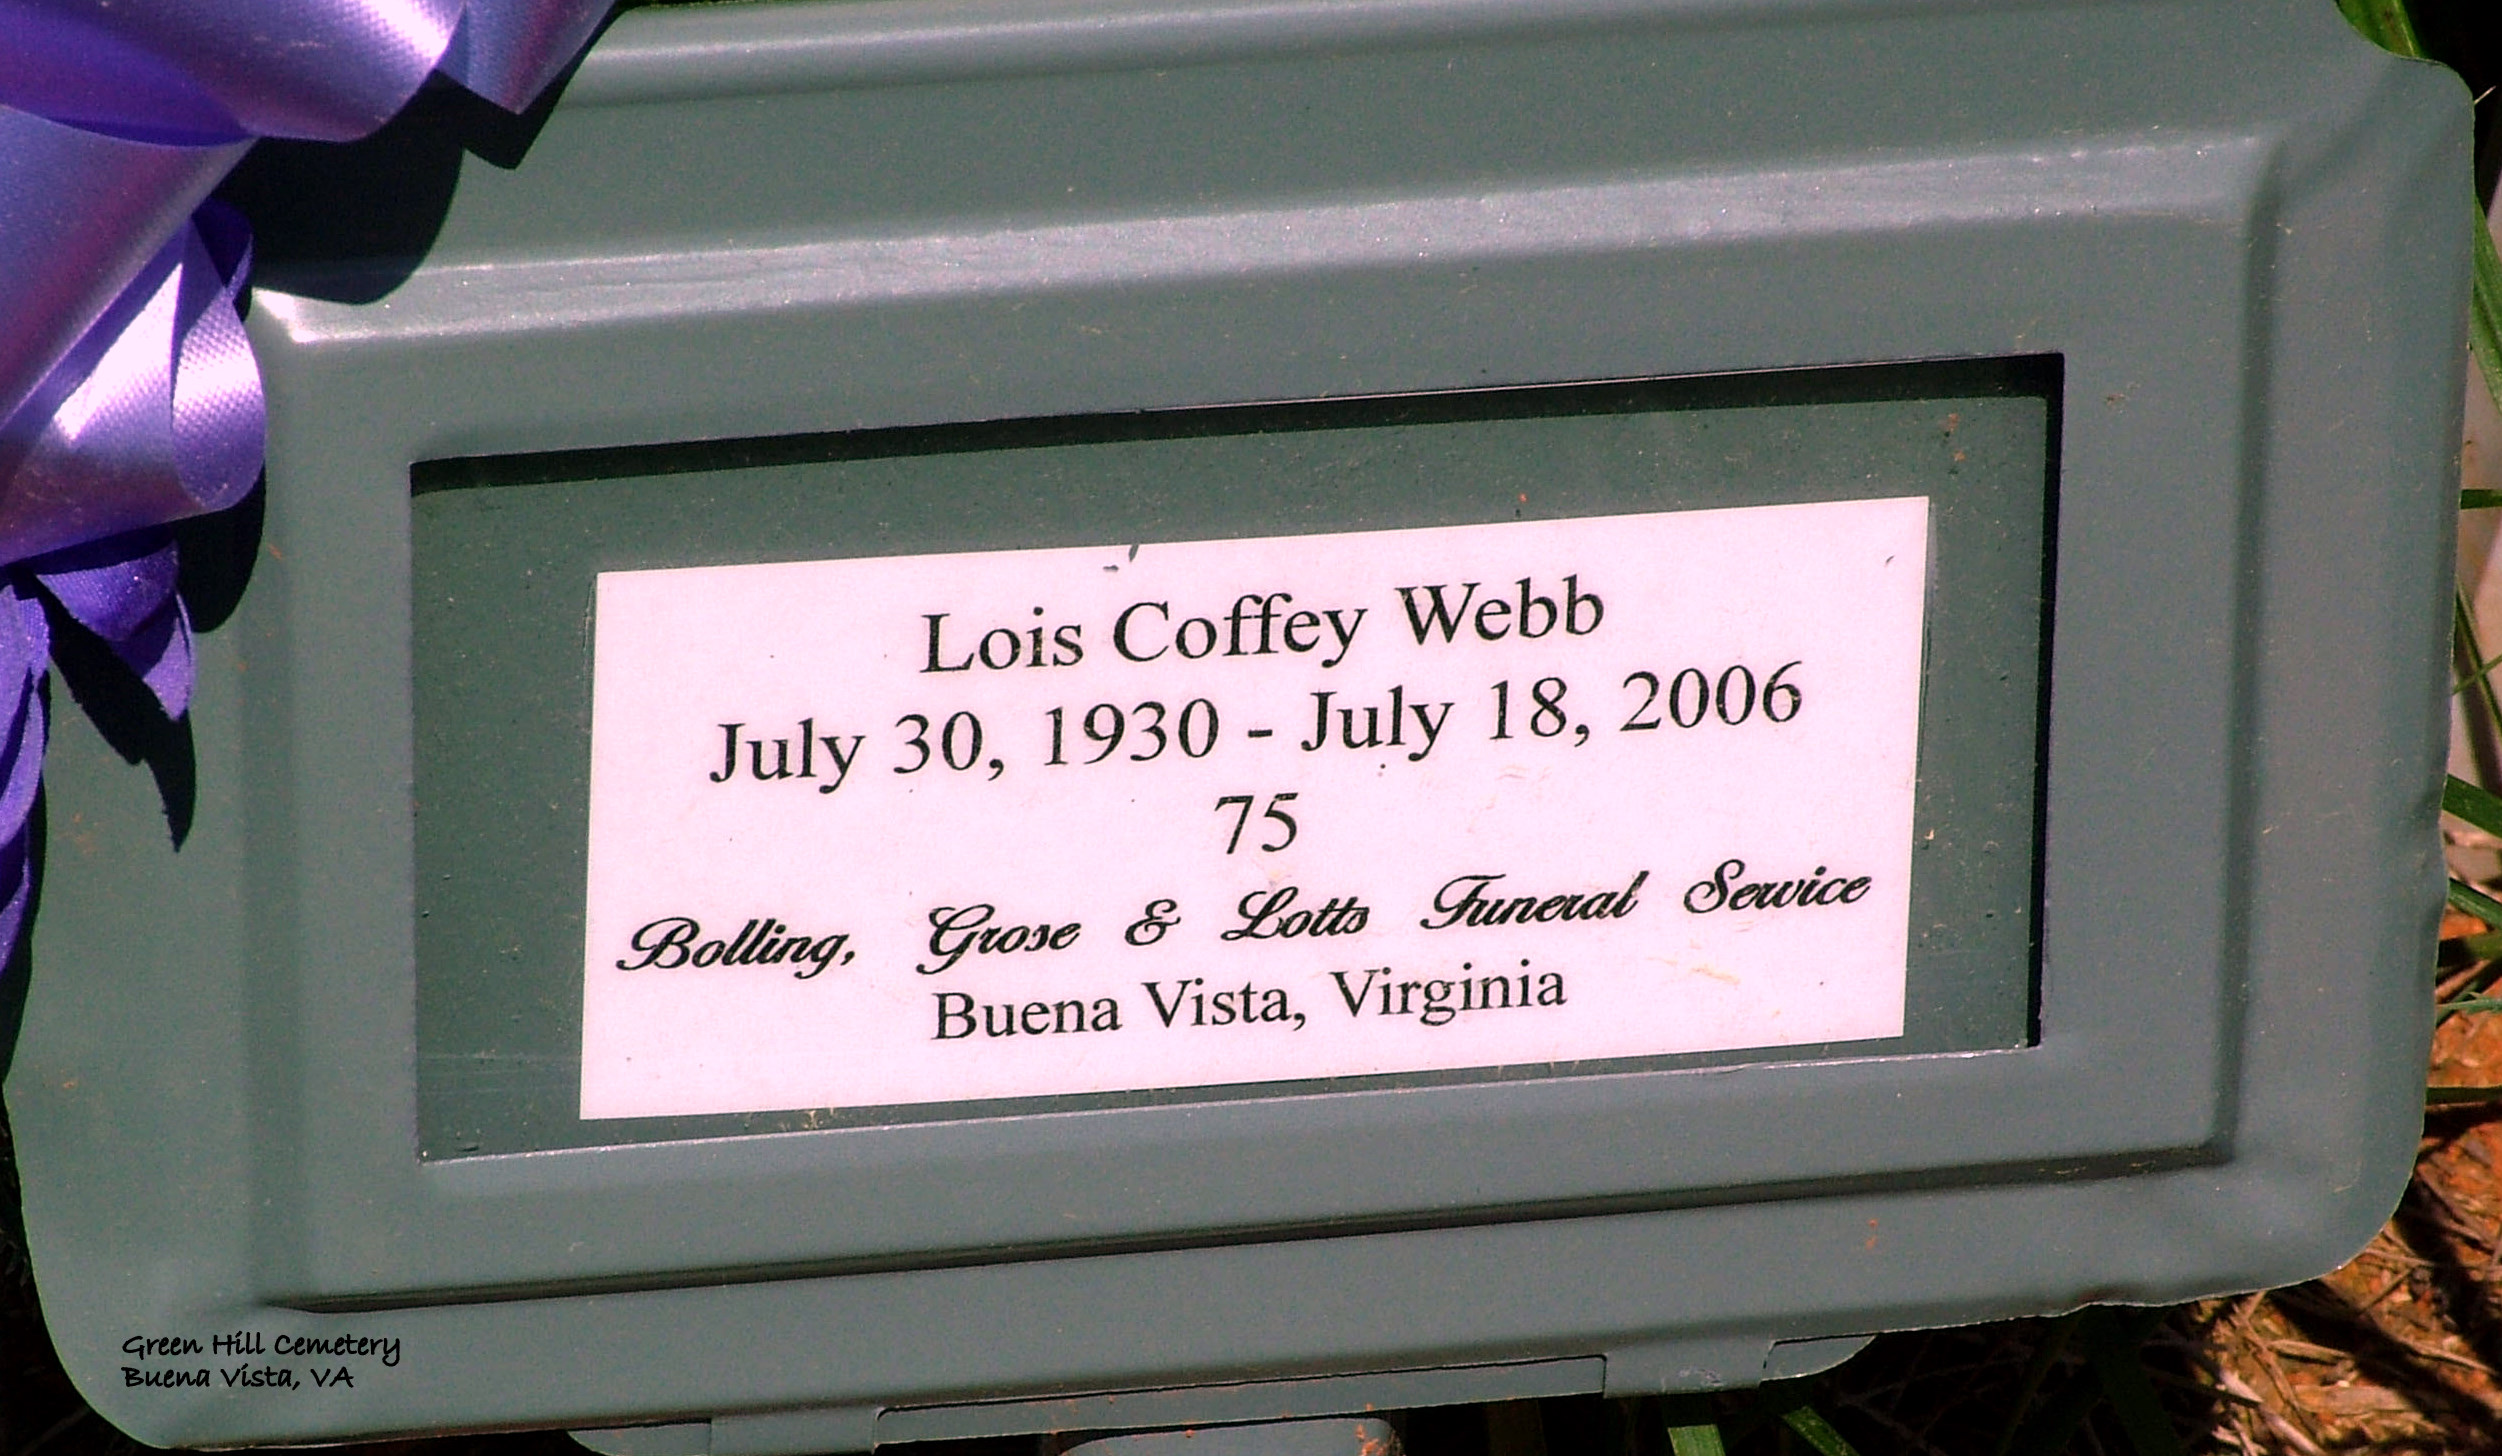 Lois Coffey Webb
July 30, 1930 - July 18, 2006
75
Bolling, Grose & Lotts Funeral Service
Buena Vista, Virginia
Green Hill Cemetery
Buena Vista, VA